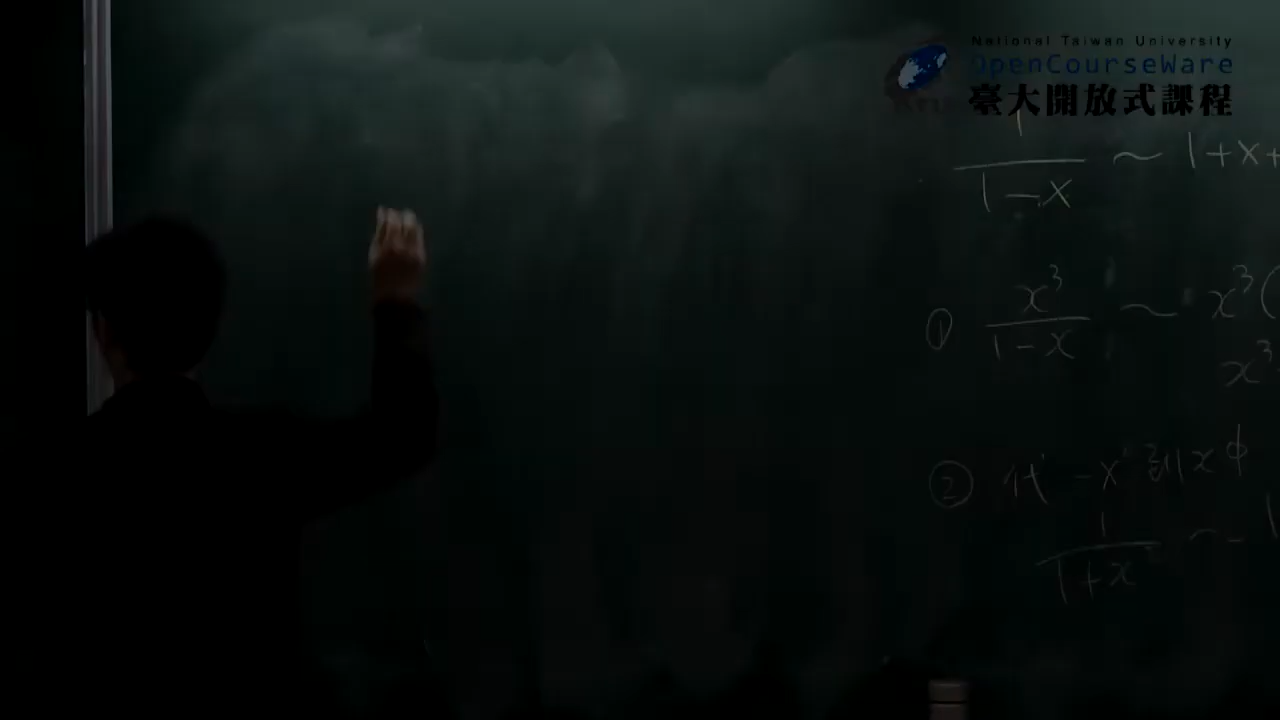 National Taiwan University
OpenCourseWare
臺大開放式課程
1
――― ~ 1+x+
1-x
① x³/(1-x) ~ x³(
x³
② 代 -x² 到 x 中
1/(1+x²) ~